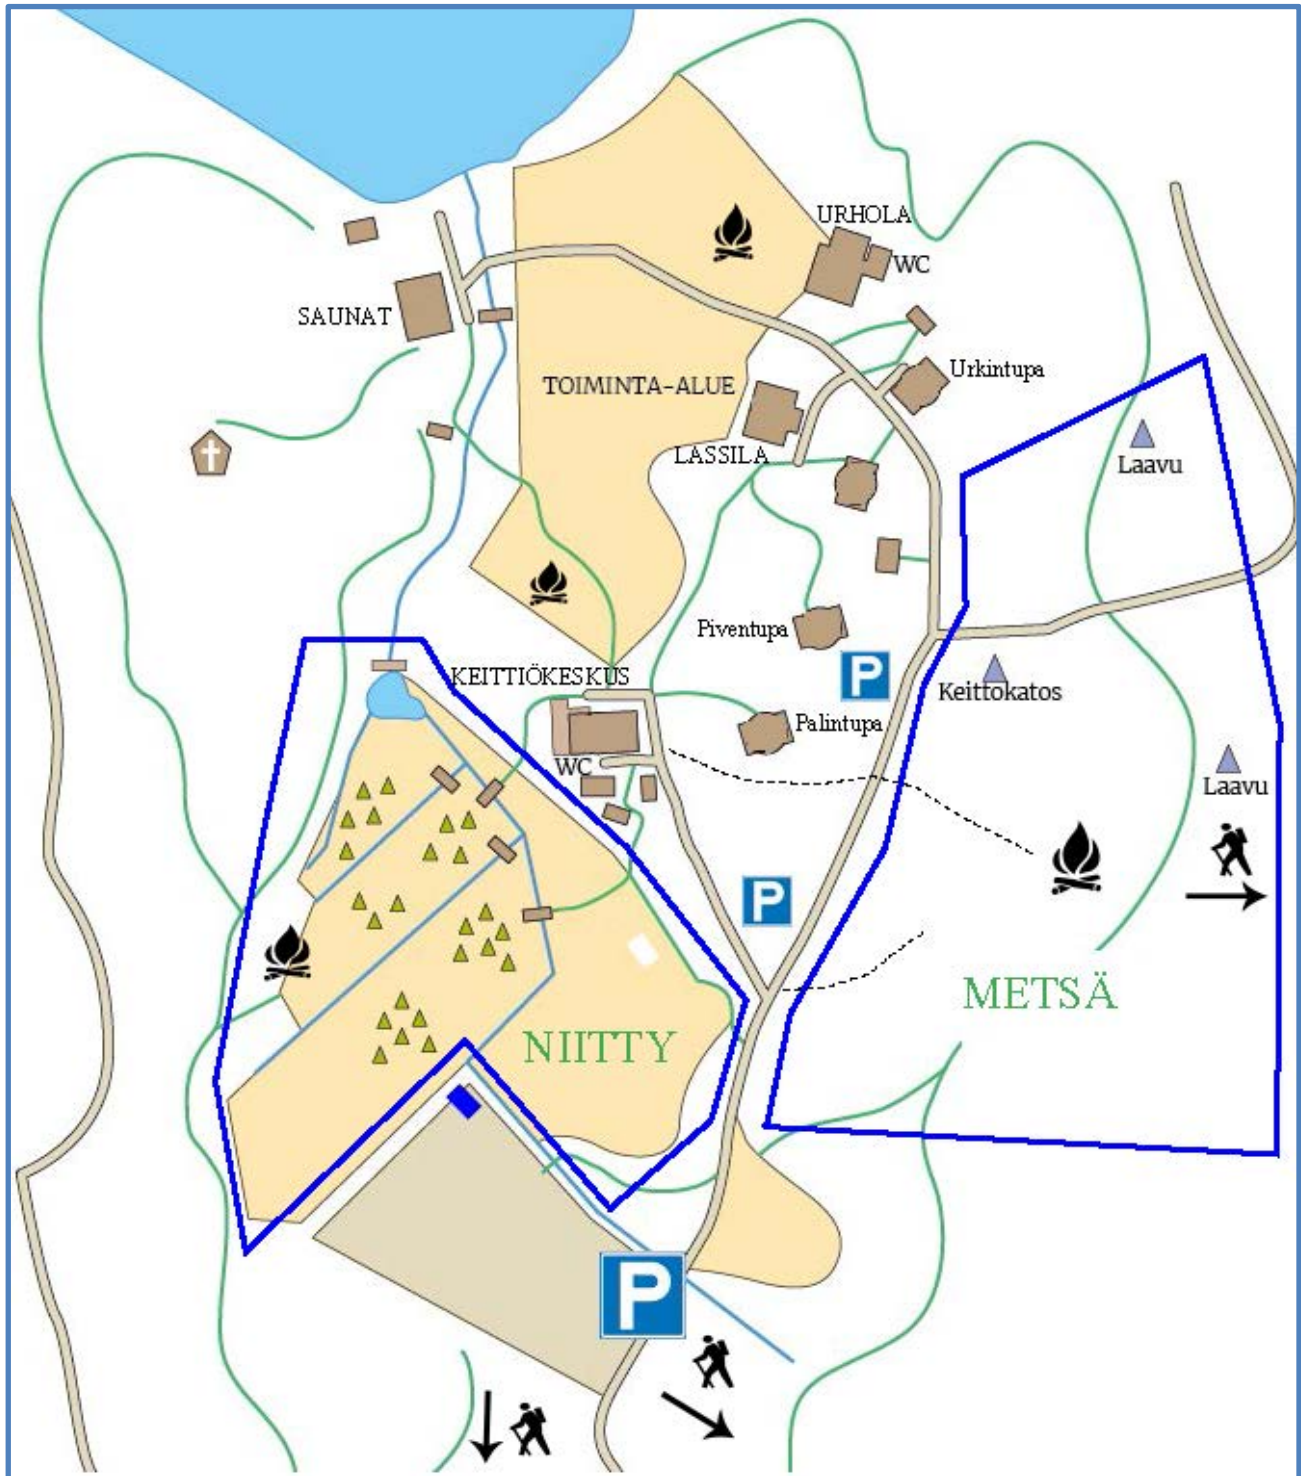 URHOLA
WC
SAUNAT
Urkintupa
TOIMINTA-ALUE
LASSILA
Laavu
Piventupa
P
KEITTIÖKESKUS
Keittokatos
Palintupa
WC
Laavu
P
METSÄ
NIITTY
P